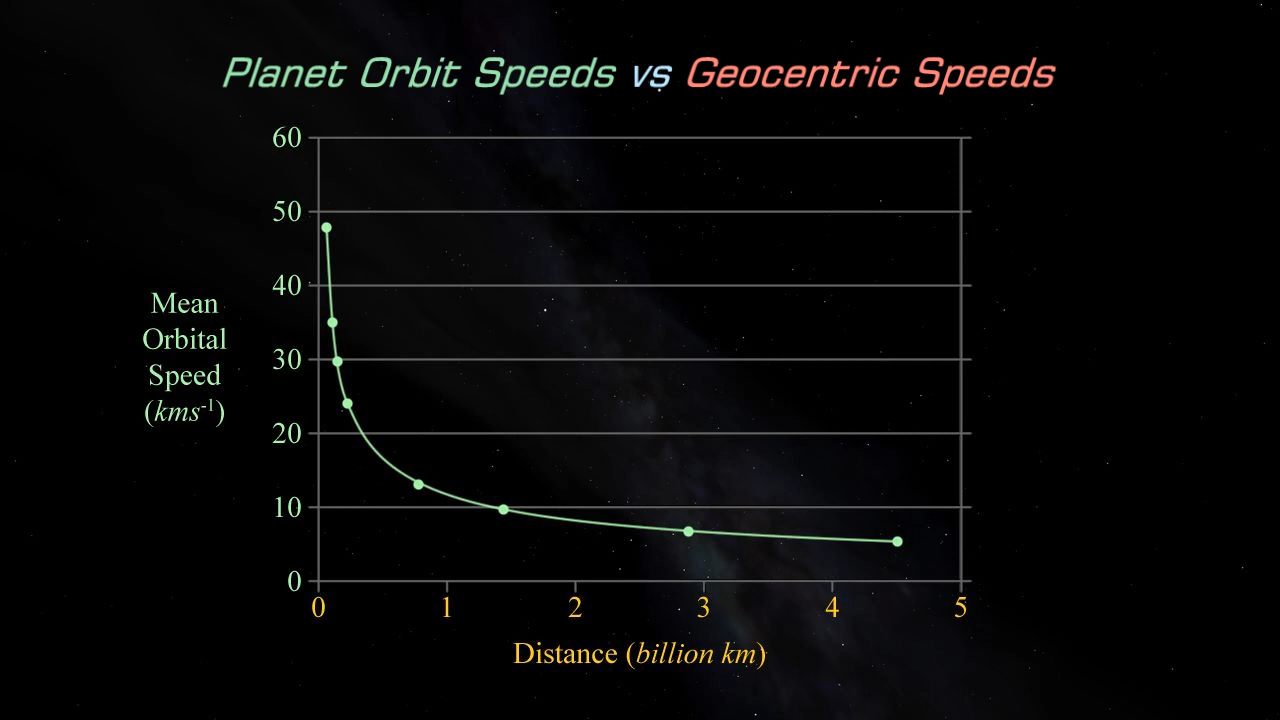 Planet Orbit Speeds vs Geocentric Speeds
60
50
40
30
20
10
0
Mean
Orbital
Speed
(kms⁻¹)
0 1 2 3 4 5
Distance (billion km)